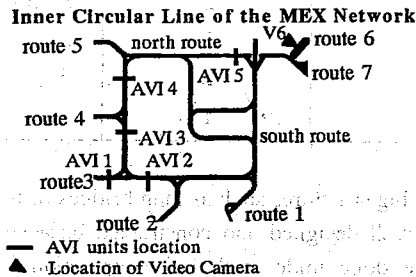 Inner Circular Line of the MEX Network
route 5
north route
V6
route 6
AVI 5
route 7
AVI 4
route 4
AVI 3
south route
AVI 1
AVI 2
route3
route 2
route 1
AVI units location
Location of Video Camera